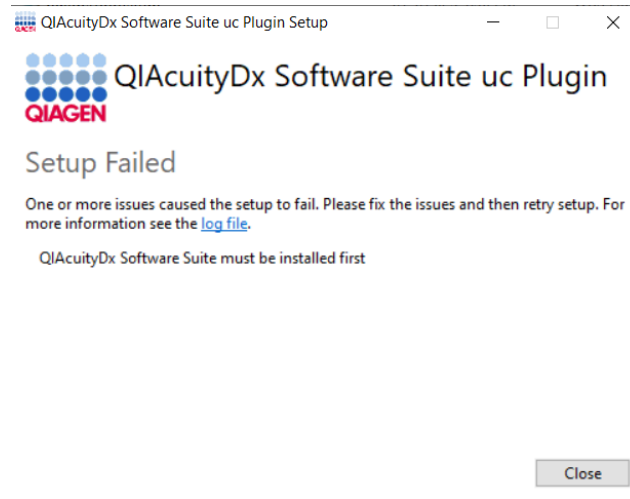 QIAcuityDx Software Suite uc Plugin Setup
QIAcuityDx Software Suite uc Plugin
QIAGEN
Setup Failed
One or more issues caused the setup to fail. Please fix the issues and then retry setup. For
more information see the log file.
QIAcuityDx Software Suite must be installed first
Close